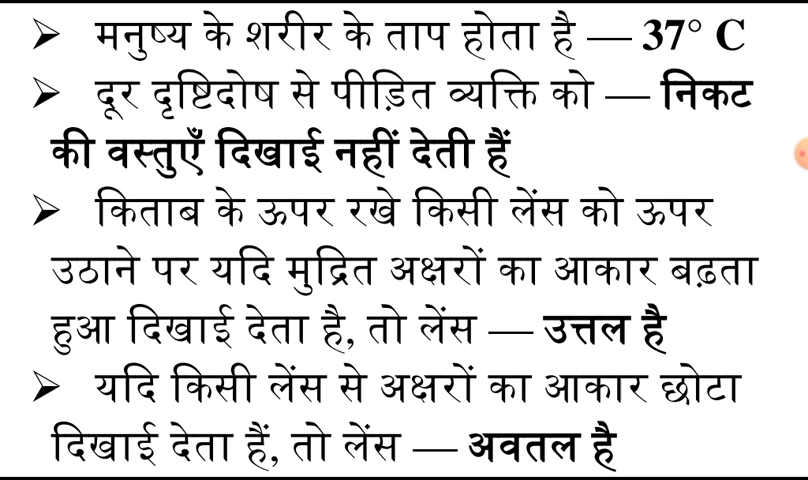 ➢ मनुष्य के शरीर के ताप होता है — 37° C
➢ दूर दृष्टिदोष से पीड़ित व्यक्ति को — निकट
की वस्तुएँ दिखाई नहीं देती हैं
➢ किताब के ऊपर रखे किसी लेंस को ऊपर
उठाने पर यदि मुद्रित अक्षरों का आकार बढ़ता
हुआ दिखाई देता है, तो लेंस — उत्तल है
➢ यदि किसी लेंस से अक्षरों का आकार छोटा
दिखाई देता हैं, तो लेंस — अवतल है